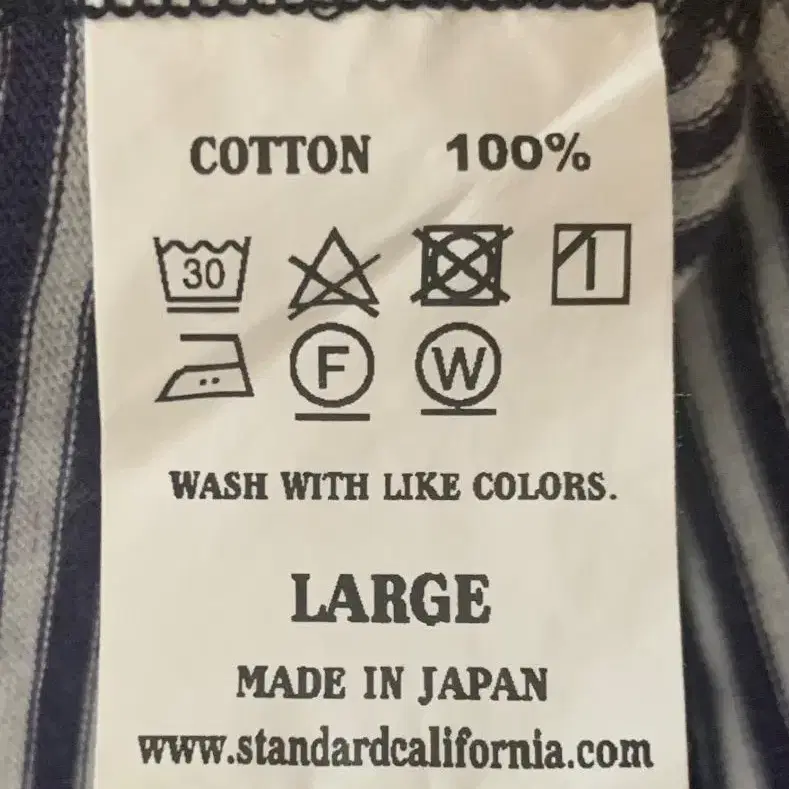 COTTON 100%
30
F W
WASH WITH LIKE COLORS.
LARGE
MADE IN JAPAN
www.standardcalifornia.com